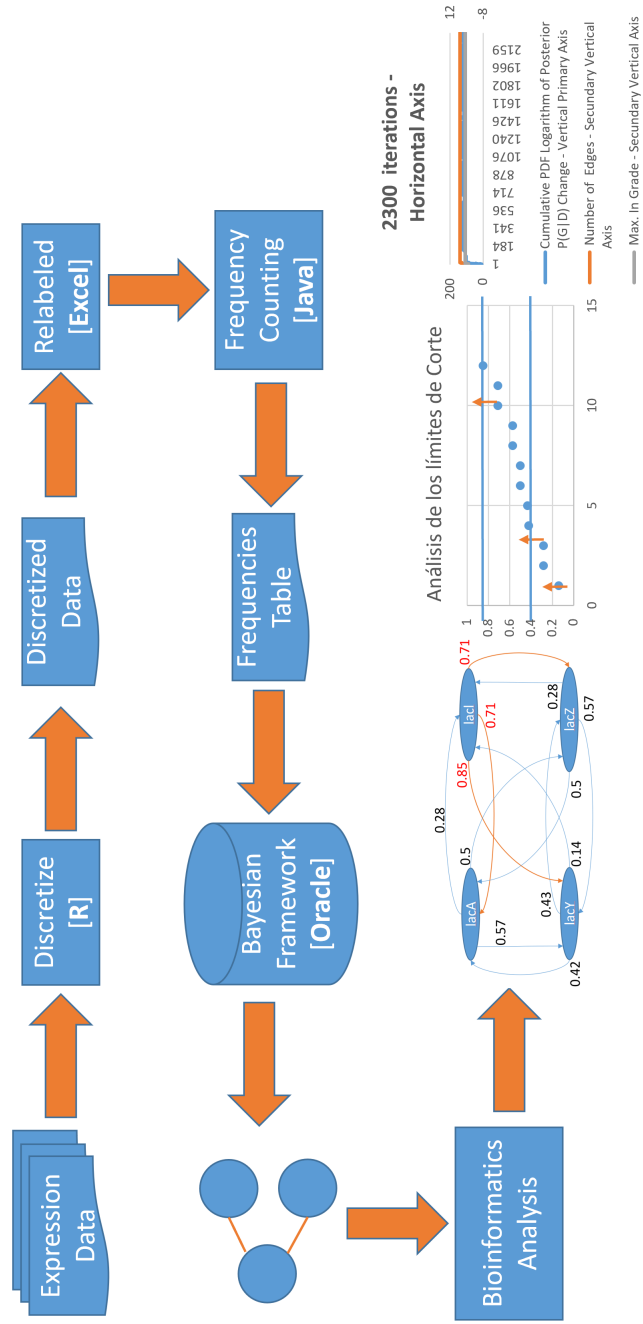 Expression
Data
Discretize
[R]
Discretized
Data
Relabeled
[Excel]
Frequency
Counting
[Java]
Frequencies
Table
Bayesian
Framework
[Oracle]
Bioinformatics
Analysis
lacA
lacI
lacY
lacZ
0.28
0.5
0.57
0.85
0.71
0.71
0.42
0.43
0.14
0.5
0.28
0.57
Análisis de los límites de Corte
1
0.8
0.6
0.4
0.2
0
0
5
10
15
2300 iterations -
Horizontal Axis
200
0
12
-8
1
184
341
536
714
878
1076
1240
1426
1611
1802
1966
2159
Cumulative PDF Logarithm of Posterior
P(G|D) Change - Vertical Primary Axis
Number of Edges - Secundary Vertical
Axis
Max. In Grade - Secundary Vertical Axis